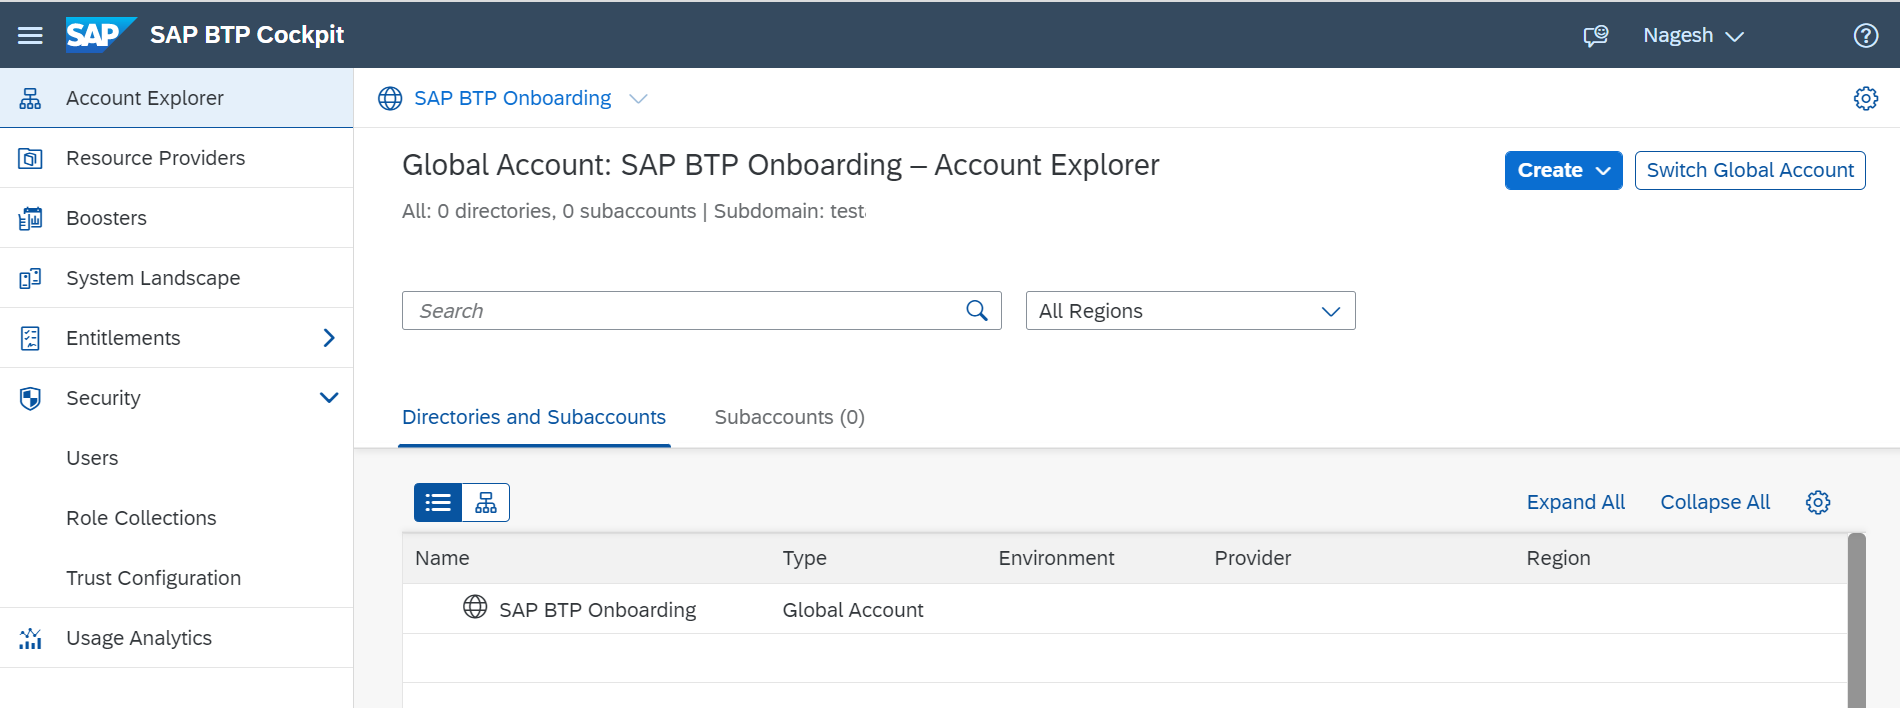 SAP SAP BTP Cockpit Nagesh
Account Explorer
Resource Providers
Boosters
System Landscape
Entitlements
Security
Users
Role Collections
Trust Configuration
Usage Analytics
SAP BTP Onboarding
Global Account: SAP BTP Onboarding – Account Explorer
Create
Switch Global Account
All: 0 directories, 0 subaccounts | Subdomain: test
Search
All Regions
Directories and Subaccounts
Subaccounts (0)
Expand All
Collapse All
Name Type Environment Provider Region
SAP BTP Onboarding Global Account